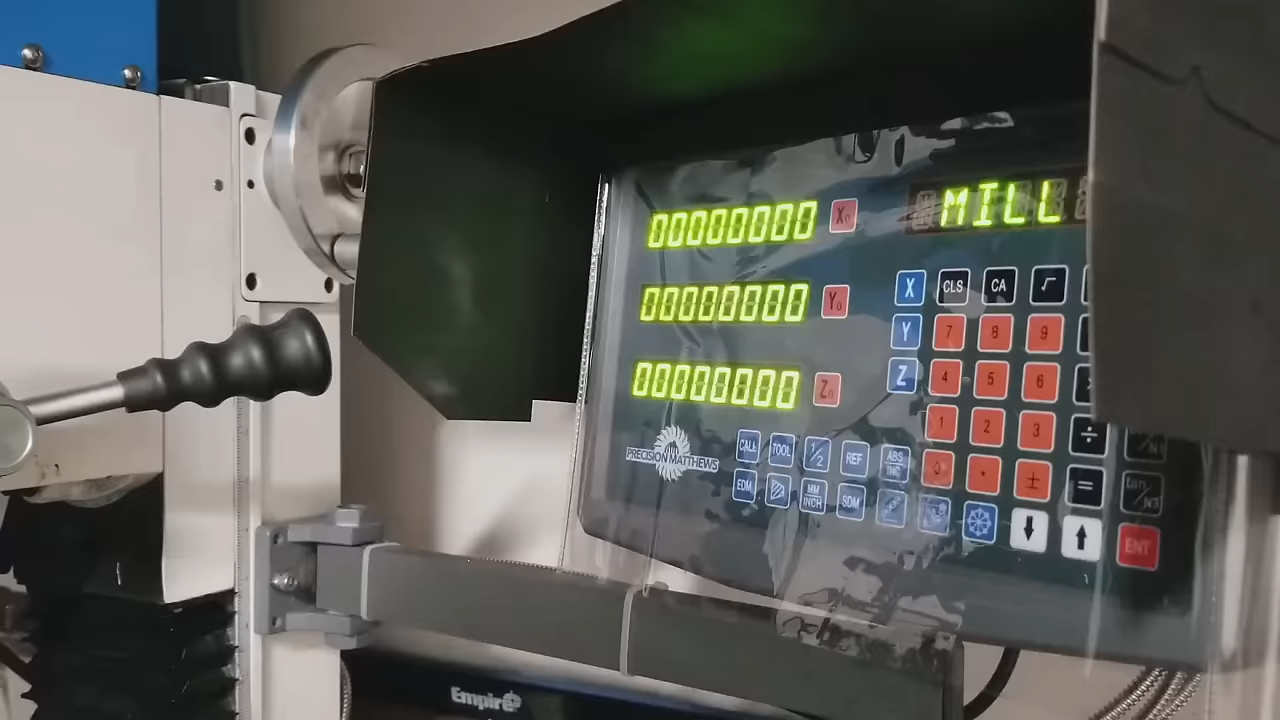 00000000 X₀ MILL
X CLS CA √
00000000 Y₀
Y 7 8 9
Z 4 5 6
00000000 Z₀
1 2 3 ÷
PRECISION MATTHEWS
CALL TOOL 1/2 REF ABS INC
0 • ± =
EDM MM INCH SDM
ENT
Empire